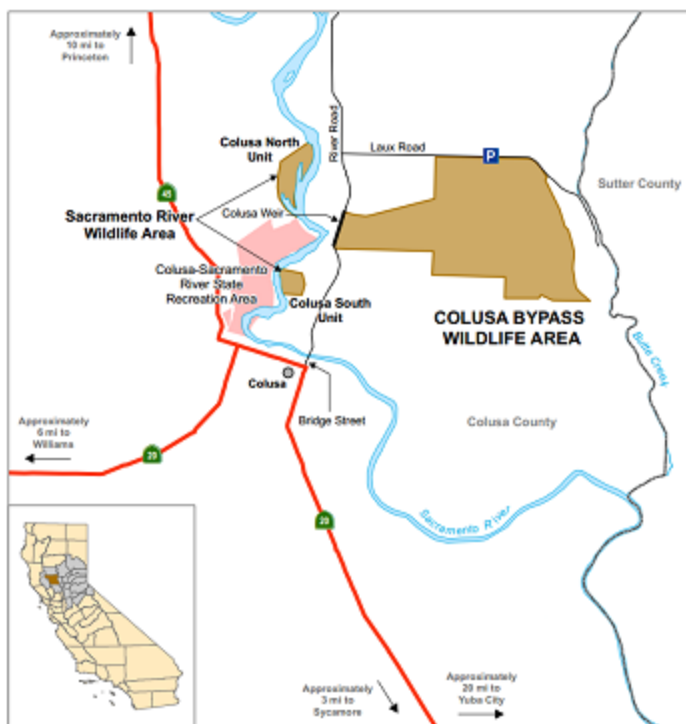 Approximately
10 mi to
Princeton
River Road
Colusa North
Unit
Laux Road
P
45
Sutter County
Sacramento River
Wildlife Area
Colusa Weir
Colusa-Sacramento
River State
Recreation Area
Colusa South
Unit
COLUSA BYPASS
WILDLIFE AREA
Butte Creek
Colusa
Bridge Street
Approximately
6 mi to
Williams
Colusa County
20
Sacramento River
20
Approximately
3 mi to
Sycamore
Approximately
20 mi to
Yuba City